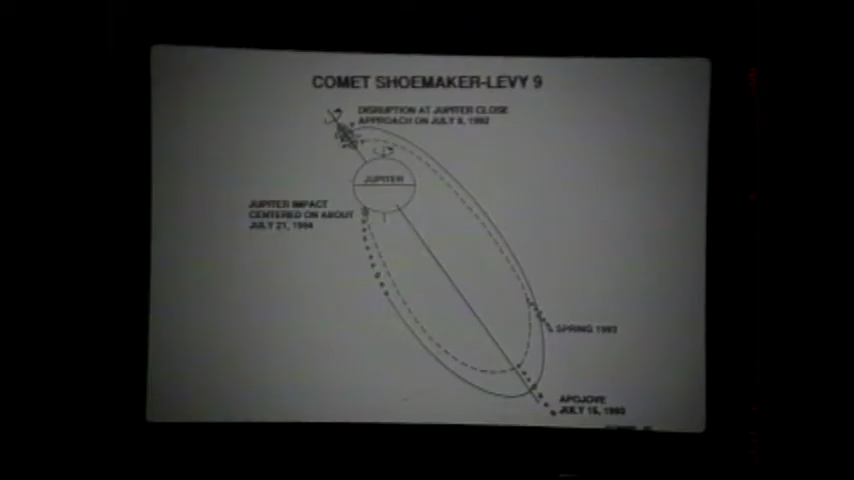 COMET SHOEMAKER-LEVY 9
DISRUPTION AT JUPITER CLOSE
APPROACH ON JULY 8, 1992
JUPITER
JUPITER IMPACT
CENTERED ON ABOUT
JULY 21, 1994
SPRING 1993
APOJOVE
JULY 15, 1993